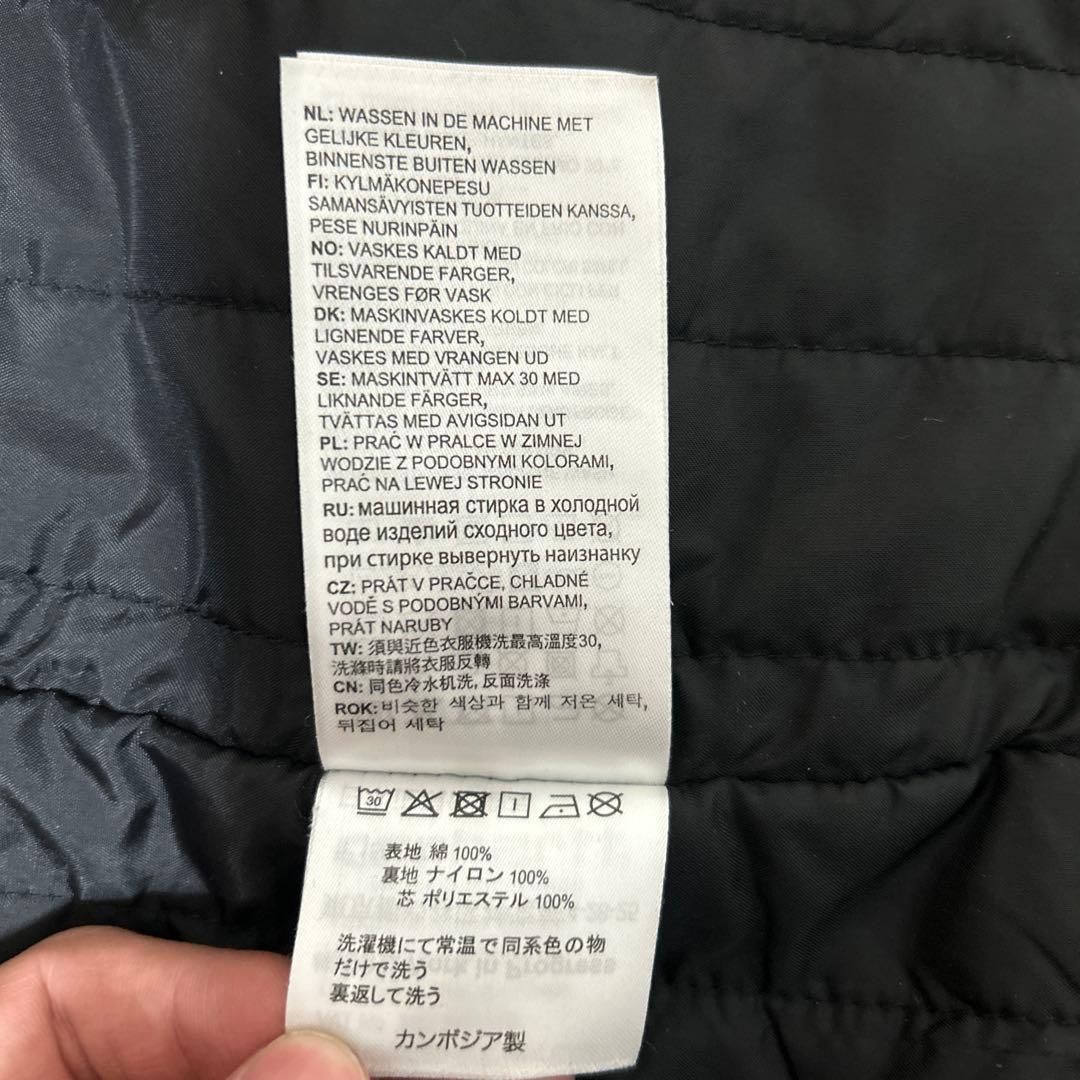 NL: WASSEN IN DE MACHINE MET
GELIJKE KLEUREN,
BINNENSTE BUITEN WASSEN
FI: KYLMÄKONEPESU
SAMANSÄVYISTEN TUOTTEIDEN KANSSA,
PESE NURINPÄIN
NO: VASKES KALDT MED
TILSVARENDE FARGER,
VRENGES FØR VASK
DK: MASKINVASKES KOLDT MED
LIGNENDE FARVER,
VASKES MED VRANGEN UD
SE: MASKINTVÄTT MAX 30 MED
LIKNANDE FÄRGER,
TVÄTTAS MED AVIGSIDAN UT
PL: PRAĆ W PRALCE W ZIMNEJ
WODZIE Z PODOBNYMI KOLORAMI,
PRAĆ NA LEWEJ STRONIE
RU: машинная стирка в холодной
воде изделий сходного цвета,
при стирке вывернуть наизнанку
CZ: PRÁT V PRAČCE, CHLADNÉ
VODĚ S PODOBNÝMI BARVAMI,
PRÁT NARUBY
TW: 須與近色衣服機洗最高溫度30,
洗滌時請將衣服反轉
CN: 同色冷水机洗, 反面洗涤
ROK: 비슷한 색상과 함께 저온 세탁,
뒤집어 세탁
30
表地 綿 100%
裏地 ナイロン 100%
芯 ポリエステル 100%
洗濯機にて常温で同系色の物
だけで洗う
裏返して洗う
カンボジア製